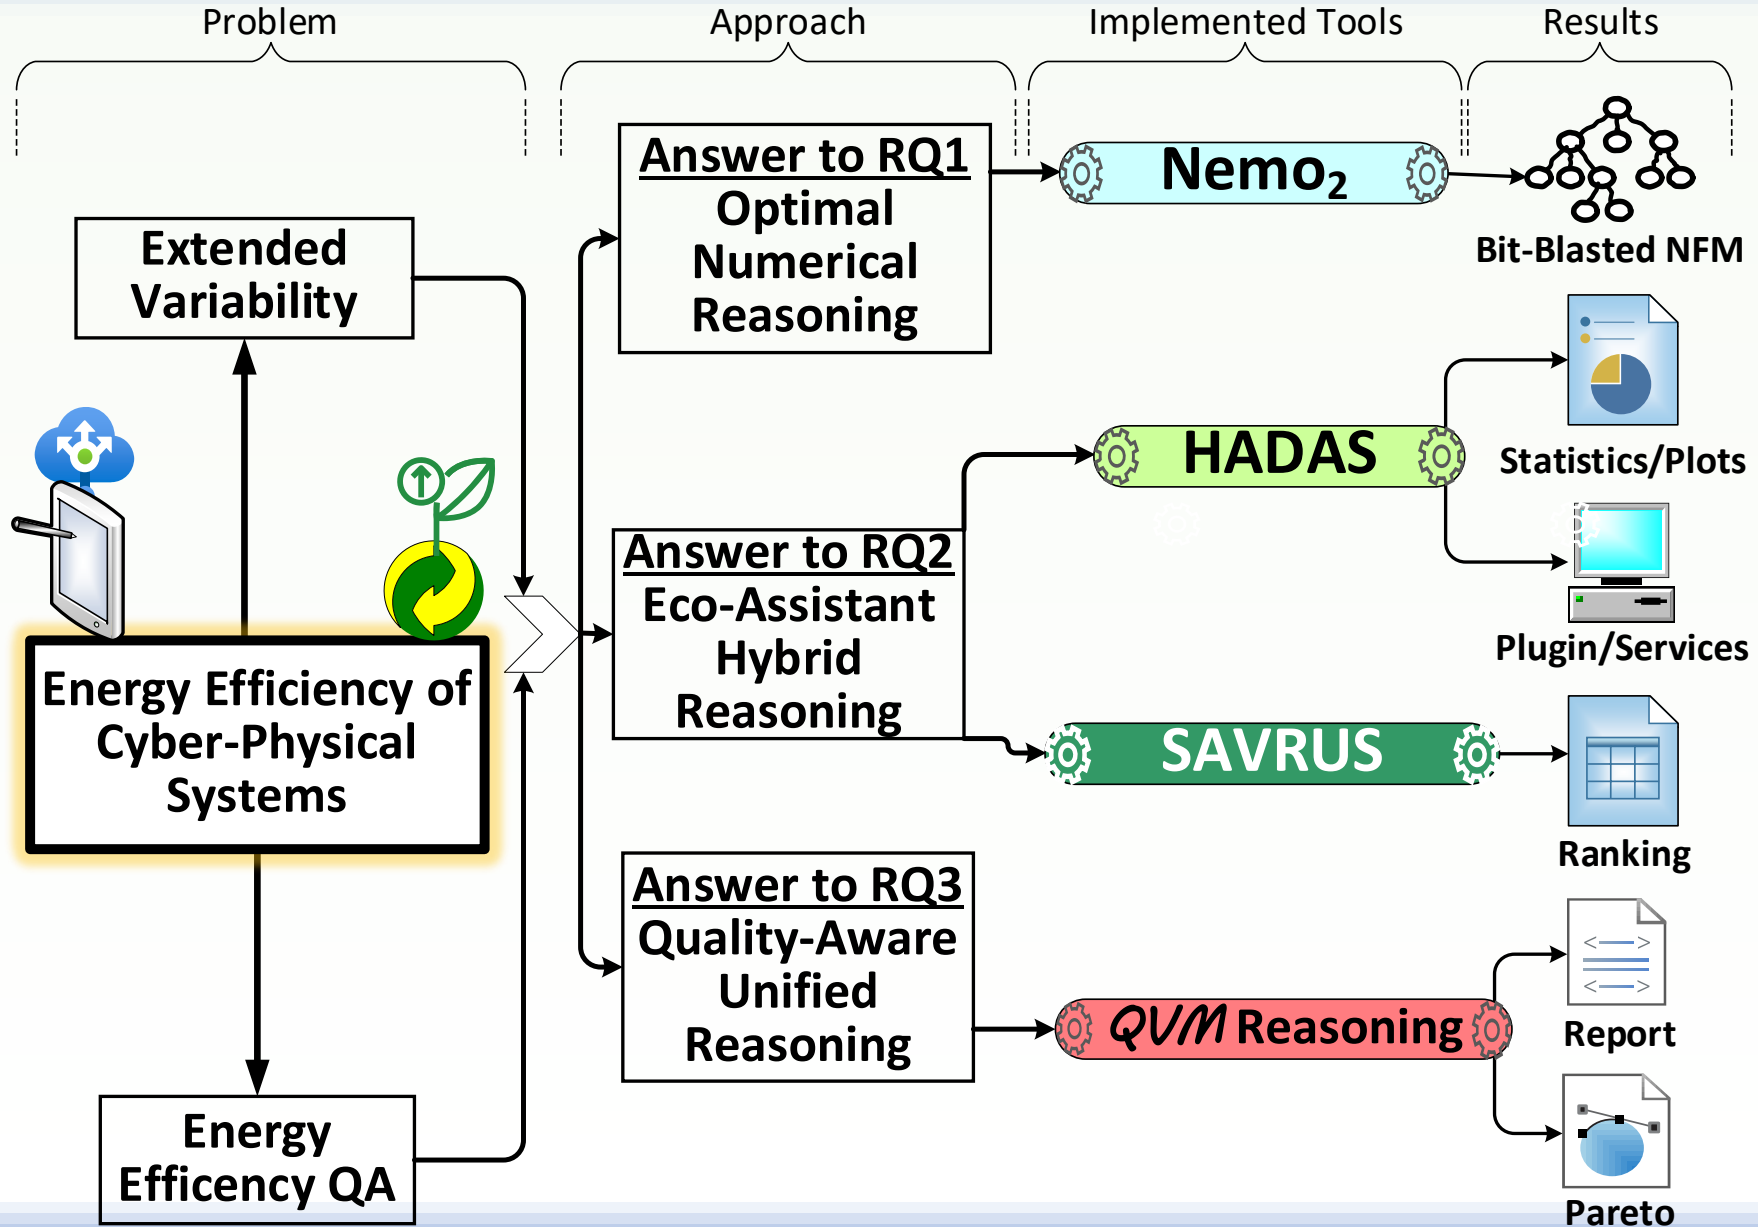 Problem
Approach
Implemented Tools
Results
Extended
Variability
Energy Efficiency of
Cyber-Physical
Systems
Energy
Efficency QA
Answer to RQ1
Optimal
Numerical
Reasoning
Answer to RQ2
Eco-Assistant
Hybrid
Reasoning
Answer to RQ3
Quality-Aware
Unified
Reasoning
Nemo₂
HADAS
SAVRUS
QVM Reasoning
Bit-Blasted NFM
Statistics/Plots
Plugin/Services
Ranking
Report
Pareto